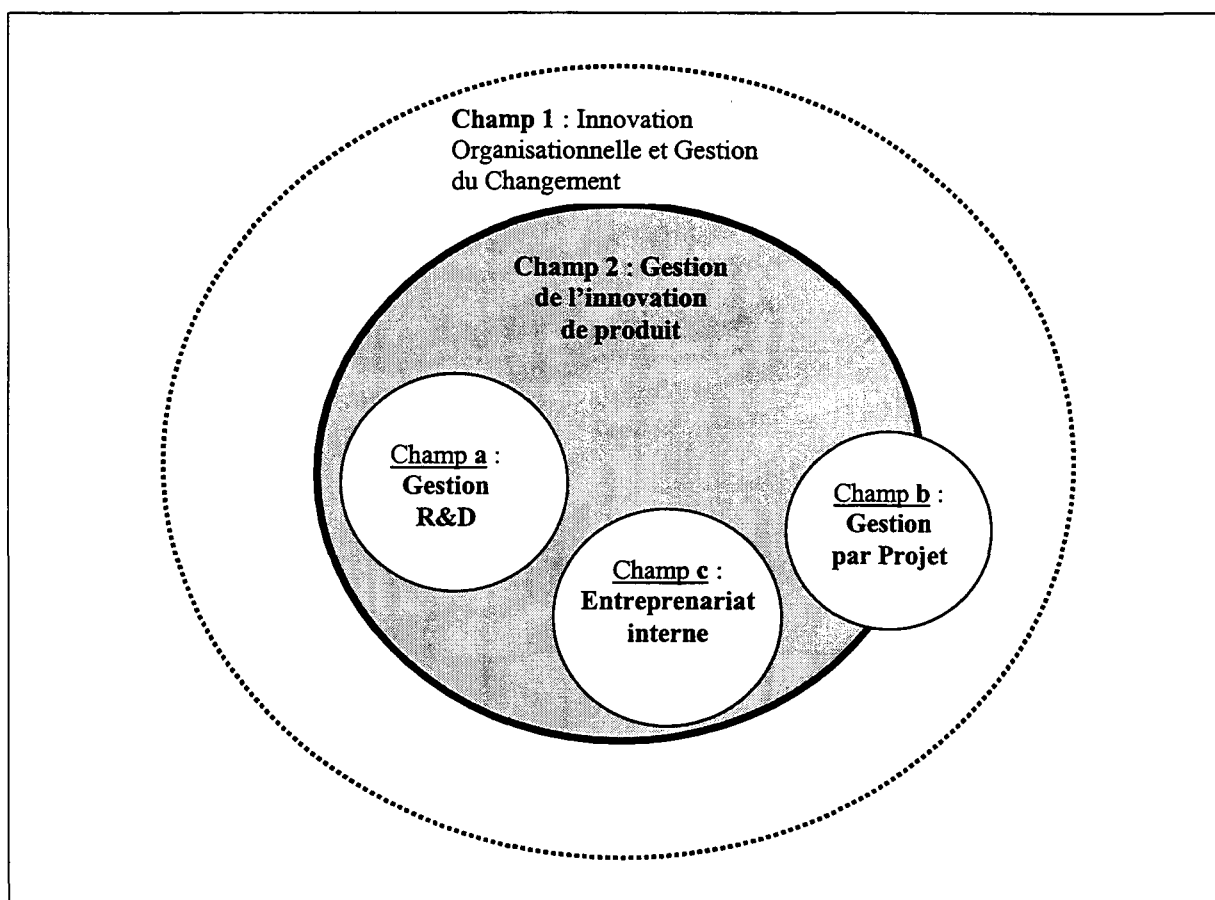 Champ 1 : Innovation
Organisationnelle et Gestion
du Changement
Champ 2 : Gestion
de l'innovation
de produit
Champ a :
Gestion
R&D
Champ c :
Entreprenariat
interne
Champ b :
Gestion
par Projet